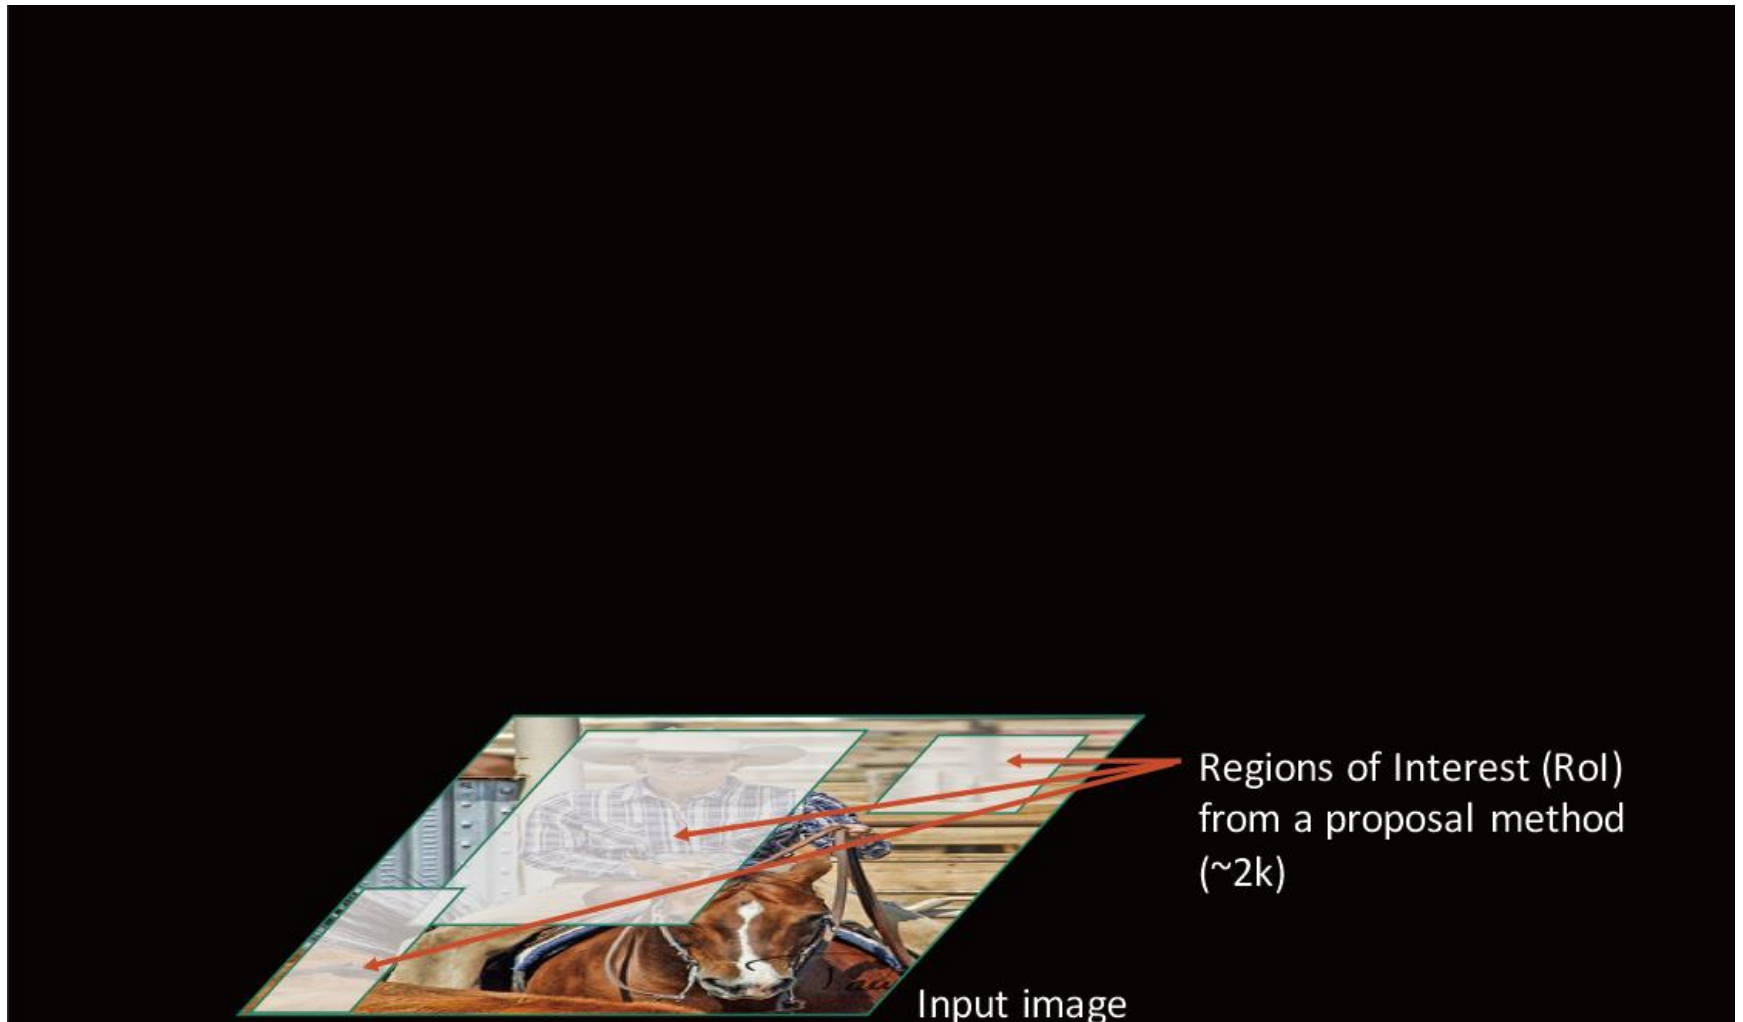 Regions of Interest (RoI)
from a proposal method
(~2k)
Input image